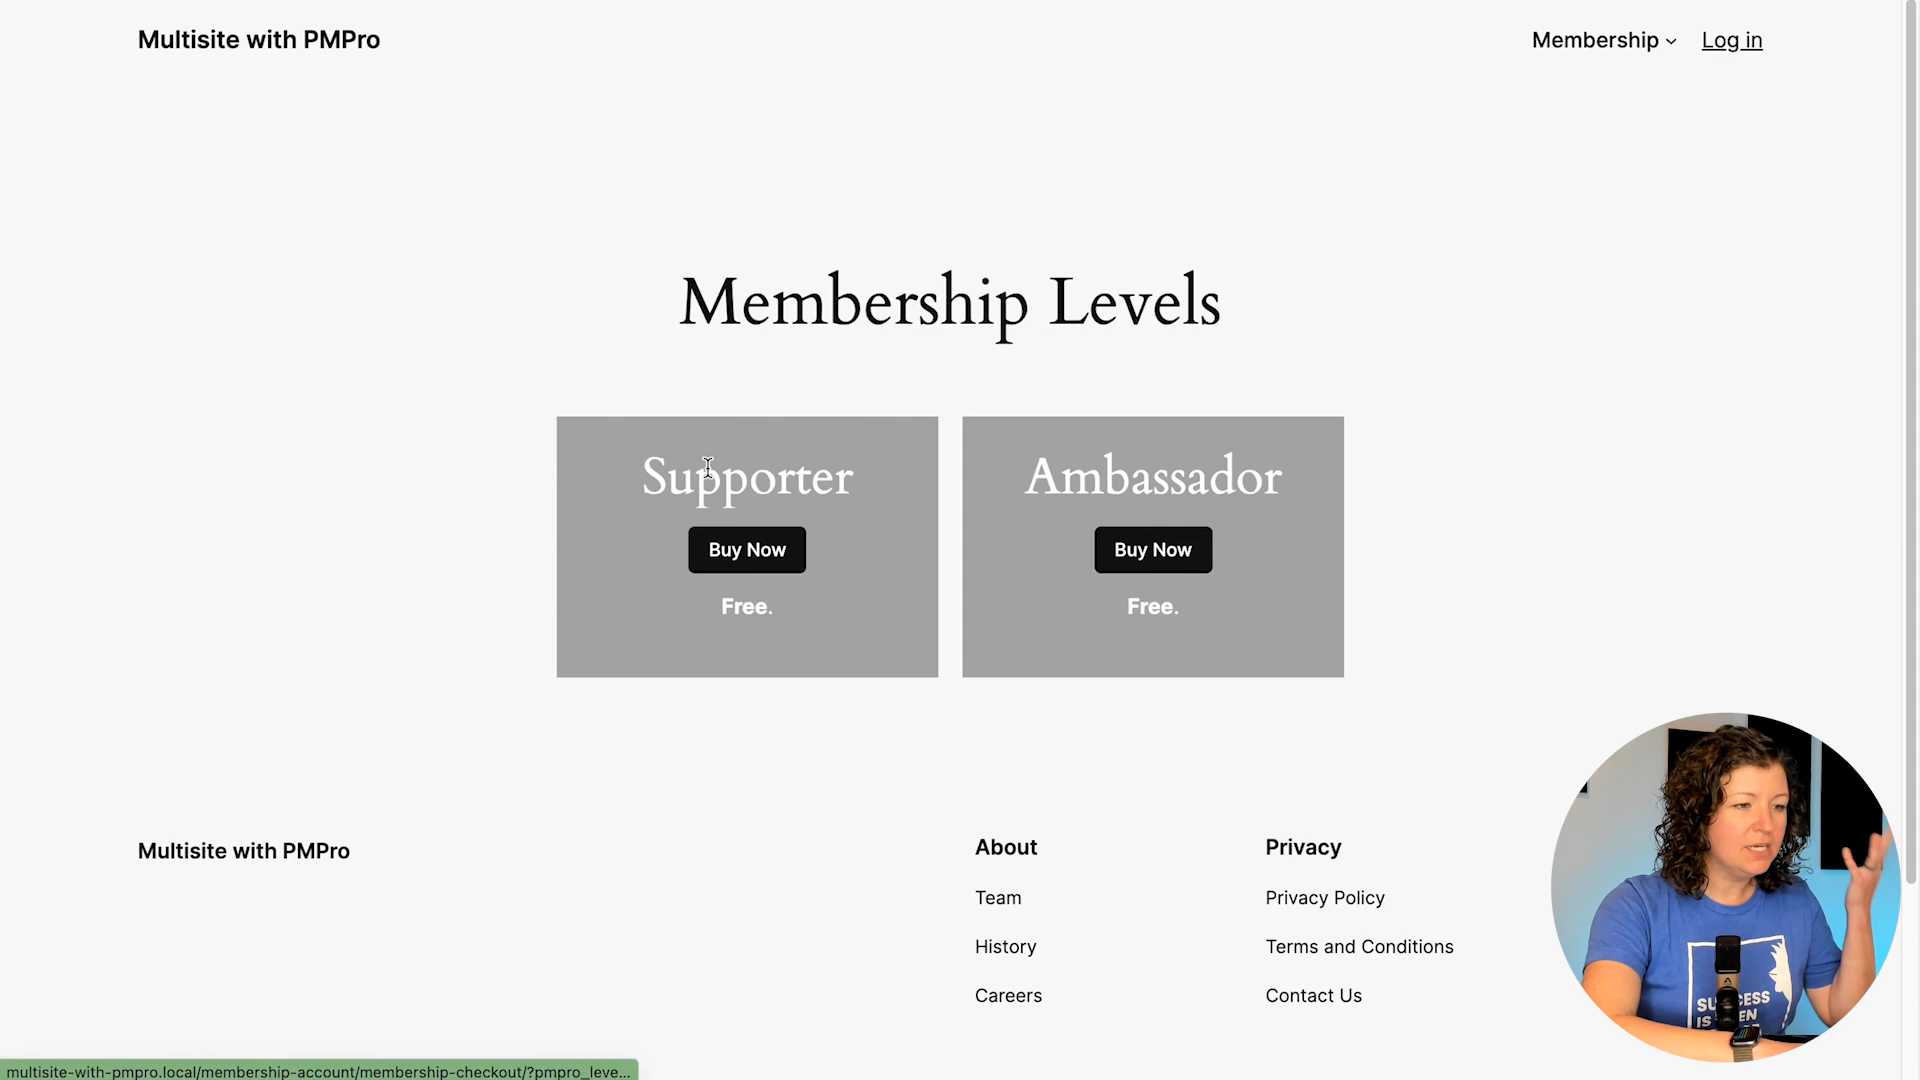 Multisite with PMPro
Membership
Log in
Membership Levels
Supporter
Buy Now
Free.
Ambassador
Buy Now
Free.
Multisite with PMPro
About
Team
History
Careers
Privacy
Privacy Policy
Terms and Conditions
Contact Us
IS
multisite-with-pmpro.local/membership-account/membership-checkout/?pmpro_leve...